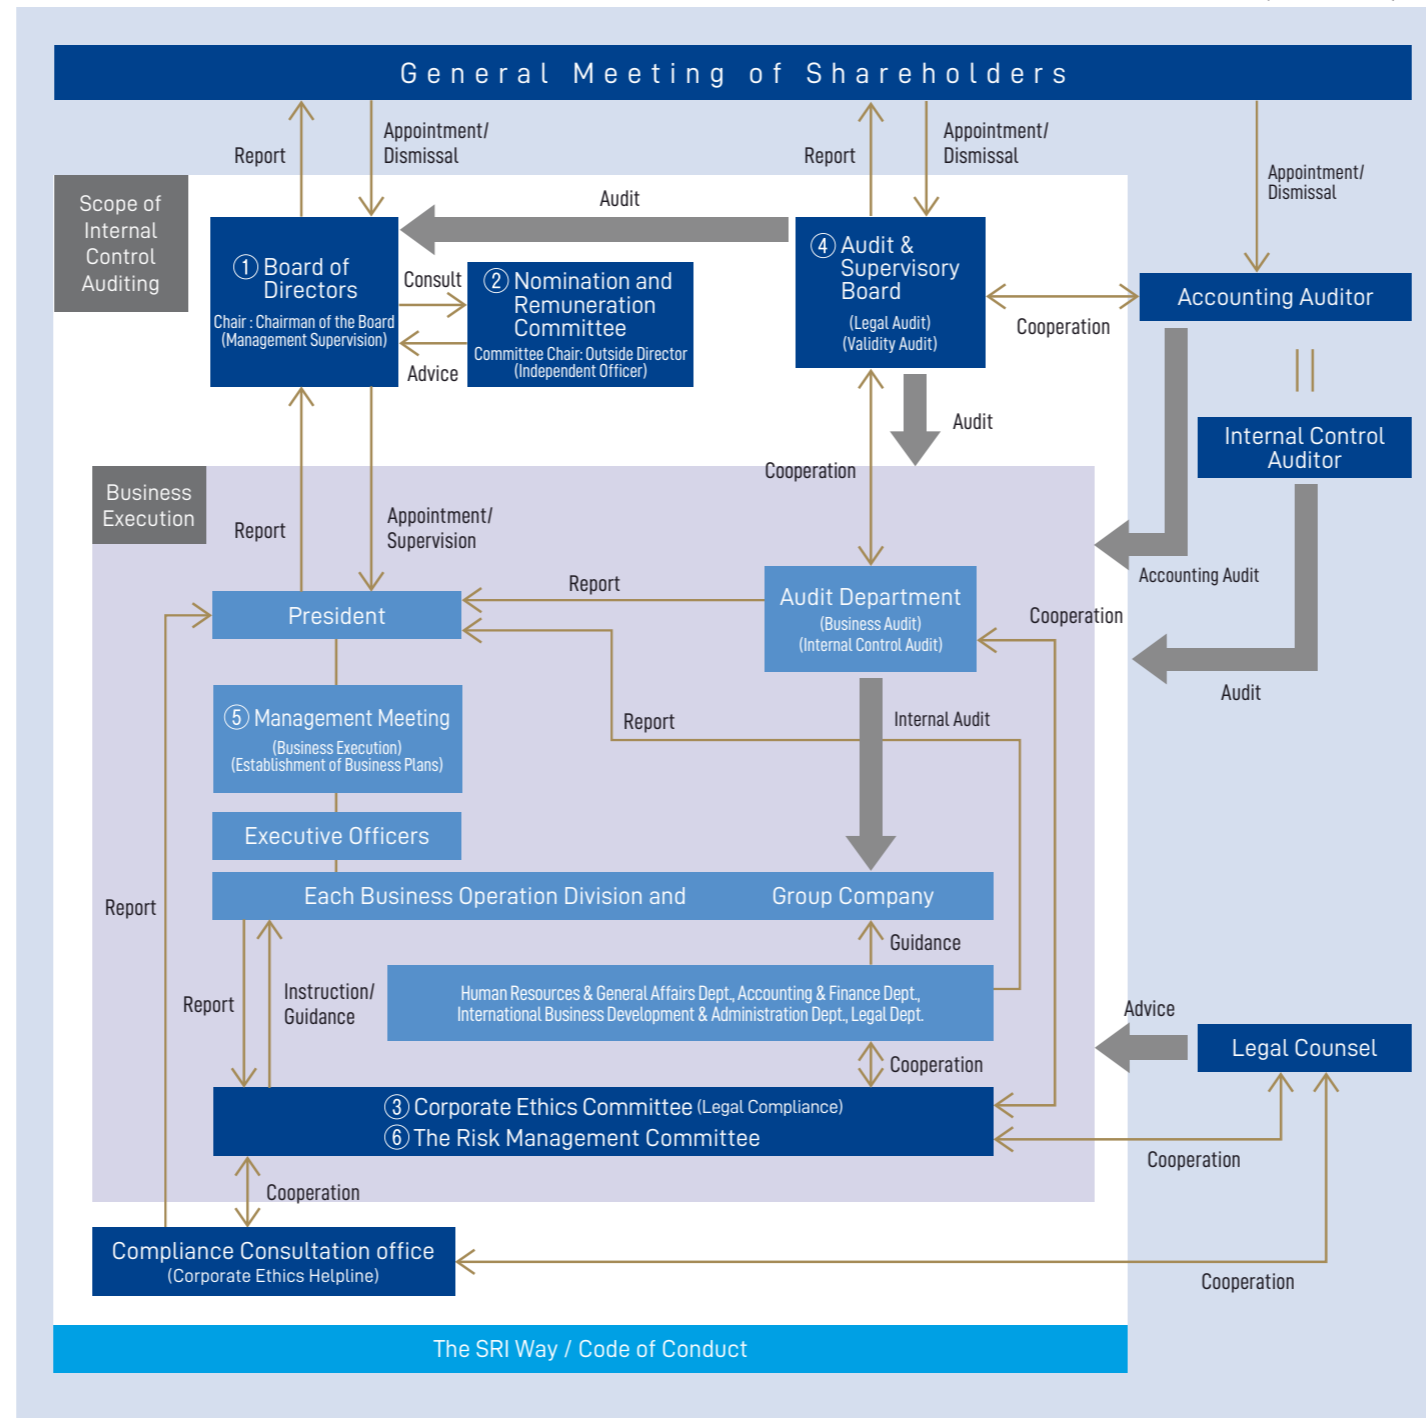 General Meeting of Shareholders
Report
Appointment/
Dismissal
Report
Appointment/
Dismissal
Appointment/
Dismissal
Scope of
Internal
Control
Auditing
Audit
① Board of
Directors
Chair : Chairman of the Board
(Management Supervision)
Consult
Advice
② Nomination and
Remuneration
Committee
Committee Chair: Outside Director
(Independent Officer)
④ Audit &
Supervisory
Board
(Legal Audit)
(Validity Audit)
Cooperation
Accounting Auditor
Audit
Internal Control
Auditor
Cooperation
Business
Execution
Report
Appointment/
Supervision
Accounting Audit
Report
President
Audit Department
(Business Audit)
(Internal Control Audit)
Cooperation
Audit
⑤ Management Meeting
(Business Execution)
(Establishment of Business Plans)
Report
Internal Audit
Executive Officers
Each Business Operation Division and Group Company
Report
Guidance
Report
Instruction/
Guidance
Human Resources & General Affairs Dept., Accounting & Finance Dept.,
International Business Development & Administration Dept., Legal Dept.
Advice
Legal Counsel
Cooperation
③ Corporate Ethics Committee (Legal Compliance)
⑥ The Risk Management Committee
Cooperation
Cooperation
Compliance Consultation office
(Corporate Ethics Helpline)
Cooperation
The SRI Way / Code of Conduct